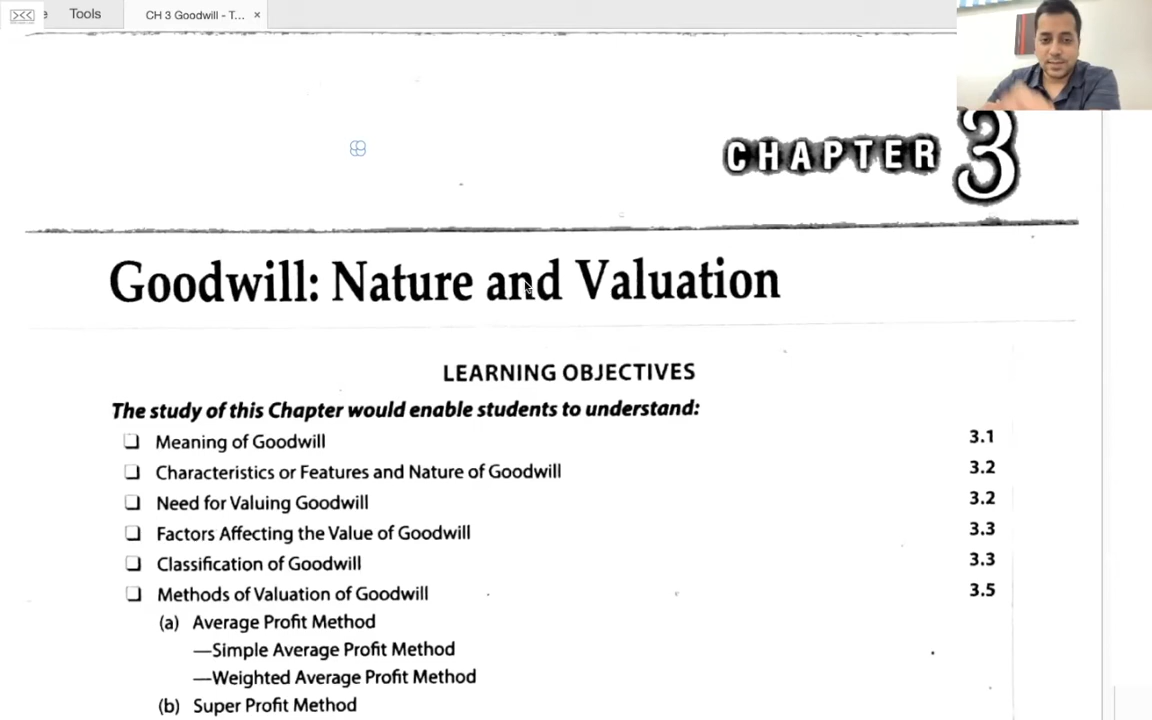 Tools
CH 3 Goodwill - T... ×
CHAPTER 3
Goodwill: Nature and Valuation
LEARNING OBJECTIVES
The study of this Chapter would enable students to understand:
❑ Meaning of Goodwill 3.1
❑ Characteristics or Features and Nature of Goodwill 3.2
❑ Need for Valuing Goodwill 3.2
❑ Factors Affecting the Value of Goodwill 3.3
❑ Classification of Goodwill 3.3
❑ Methods of Valuation of Goodwill 3.5
(a) Average Profit Method
—Simple Average Profit Method
—Weighted Average Profit Method
(b) Super Profit Method